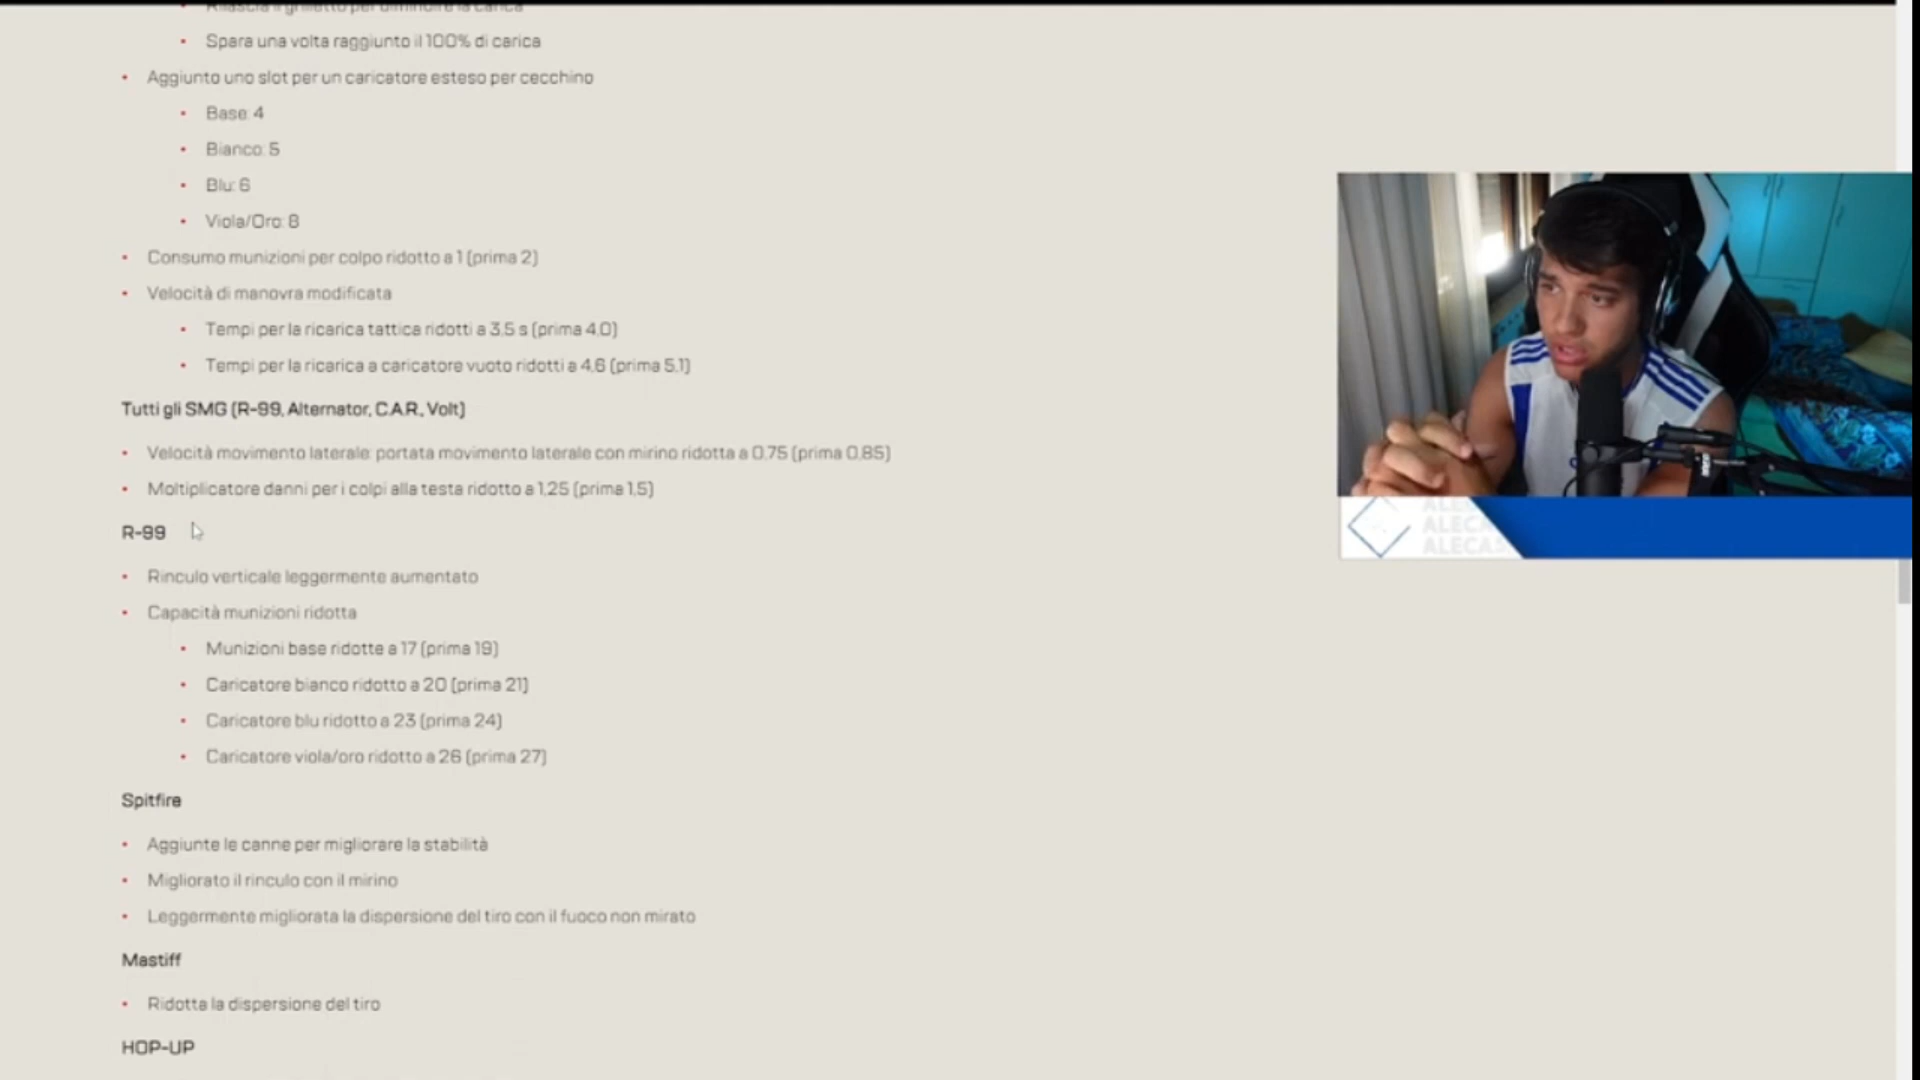 Rilascia il grilletto per diminuire la carica
Spara una volta raggiunto il 100% di carica
Aggiunto uno slot per un caricatore esteso per cecchino
Base: 4
Bianco: 5
Blu: 6
Viola/Oro: 8
Consumo munizioni per colpo ridotto a 1 (prima 2)
Velocità di manovra modificata
Tempi per la ricarica tattica ridotti a 3,5 s (prima 4,0)
Tempi per la ricarica a caricatore vuoto ridotti a 4,6 (prima 5,1)
Tutti gli SMG (R-99, Alternator, C.A.R., Volt)
Velocità movimento laterale: portata movimento laterale con mirino ridotta a 0,75 (prima 0,85)
Moltiplicatore danni per i colpi alla testa ridotto a 1,25 (prima 1,5)
R-99
Rinculo verticale leggermente aumentato
Capacità munizioni ridotta
Munizioni base ridotte a 17 (prima 19)
Caricatore bianco ridotto a 20 (prima 21)
Caricatore blu ridotto a 23 (prima 24)
Caricatore viola/oro ridotto a 26 (prima 27)
Spitfire
Aggiunte le canne per migliorare la stabilità
Migliorato il rinculo con il mirino
Leggermente migliorata la dispersione del tiro con il fuoco non mirato
Mastiff
Ridotta la dispersione del tiro
HOP-UP